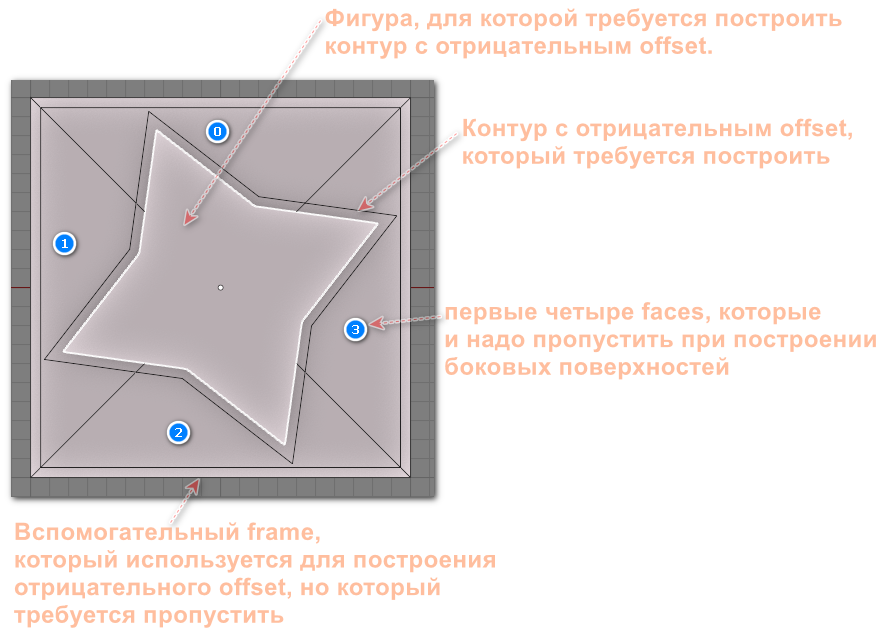 Фигура, для которой требуется построить
контур с отрицательным offset.
0
Контур с отрицательным offset,
который требуется построить
1
первые четыре faces, которые
и надо пропустить при построении
боковых поверхностей
3
2
Вспомогательный frame,
который используется для построения
отрицательного offset, но который
требуется пропустить